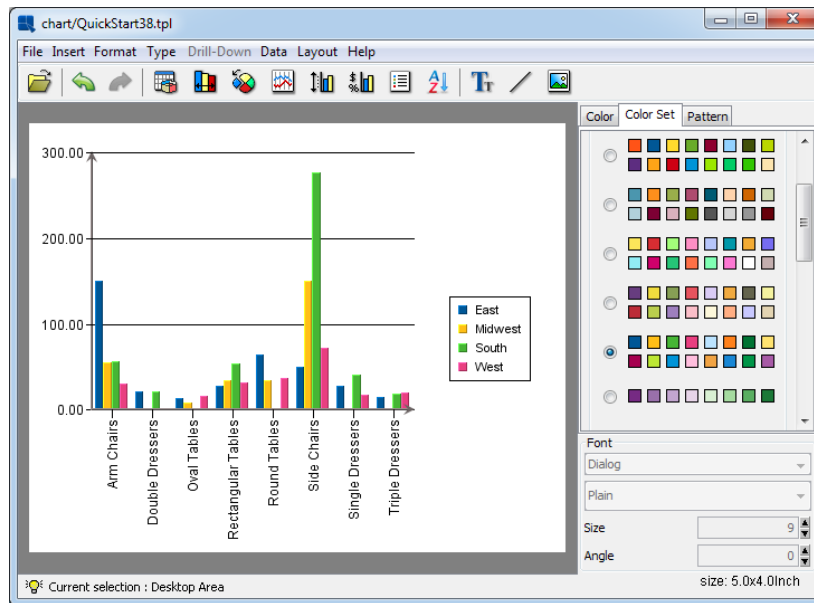 chart/QuickStart38.tpl
File Insert Format Type Drill-Down Data Layout Help
Color Color Set Pattern
300.00
200.00
100.00
0.00
East
Midwest
South
West
Arm Chairs
Double Dressers
Oval Tables
Rectangular Tables
Round Tables
Side Chairs
Single Dressers
Triple Dressers
Font
Dialog
Plain
Size 9
Angle 0
Current selection : Desktop Area
size: 5.0x4.0Inch